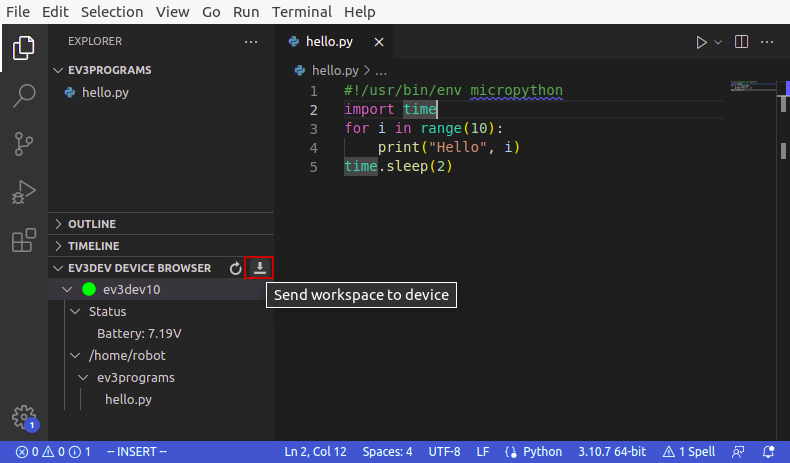 File Edit Selection View Go Run Terminal Help
EXPLORER ···
EV3PROGRAMS
hello.py
OUTLINE
TIMELINE
EV3DEV DEVICE BROWSER
ev3dev10
Status
Battery: 7.19V
/home/robot
ev3programs
hello.py
Send workspace to device
hello.py
hello.py > ...
1 #!/usr/bin/env micropython
2 import time
3 for i in range(10):
4 print("Hello", i)
5 time.sleep(2)
1
0 0 1 -- INSERT -- Ln 2, Col 12 Spaces: 4 UTF-8 LF Python 3.10.7 64-bit 1 Spell